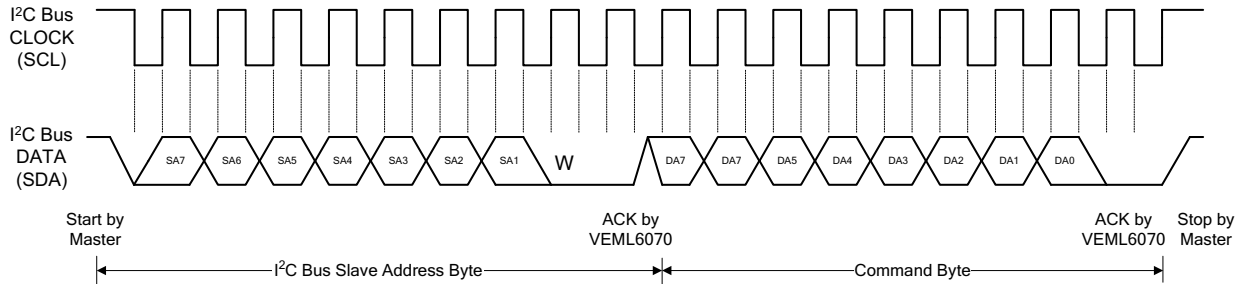 I²C Bus
CLOCK
(SCL)
I²C Bus
DATA
(SDA)
SA7 SA6 SA5 SA4 SA3 SA2 SA1 W DA7 DA7 DA5 DA4 DA3 DA2 DA1 DA0
Start by
Master
ACK by
VEML6070
ACK by
VEML6070
Stop by
Master
I²C Bus Slave Address Byte
Command Byte